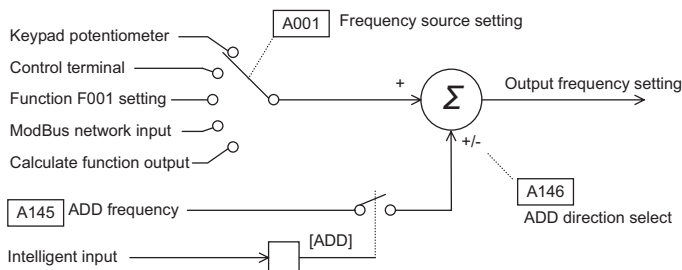 A001 Frequency source setting
Keypad potentiometer
Control terminal
Function F001 setting
ModBus network input
Calculate function output
+
Σ
Output frequency setting
+/-
A146
ADD direction select
A145 ADD frequency
[ADD]
Intelligent input